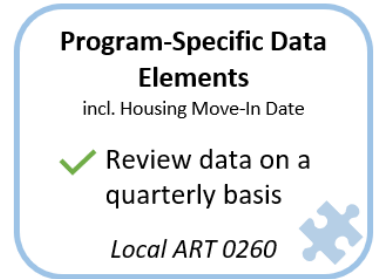 Program-Specific Data
Elements
incl. Housing Move-In Date
Review data on a
quarterly basis
Local ART 0260